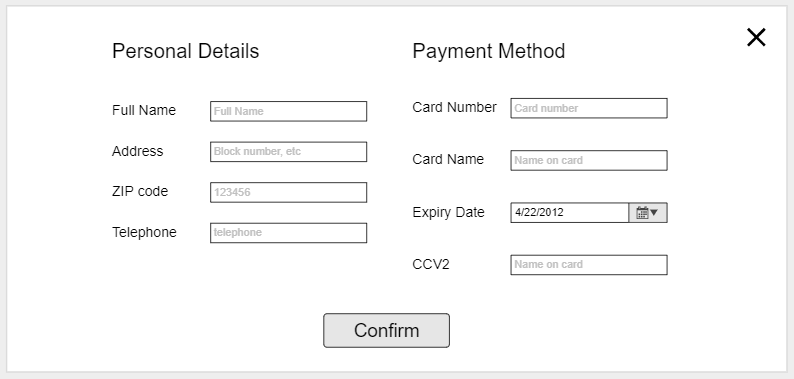 Personal Details
Full Name Full Name
Address Block number, etc
ZIP code 123456
Telephone telephone
Payment Method
Card Number Card number
Card Name Name on card
Expiry Date 4/22/2012
CCV2 Name on card
Confirm